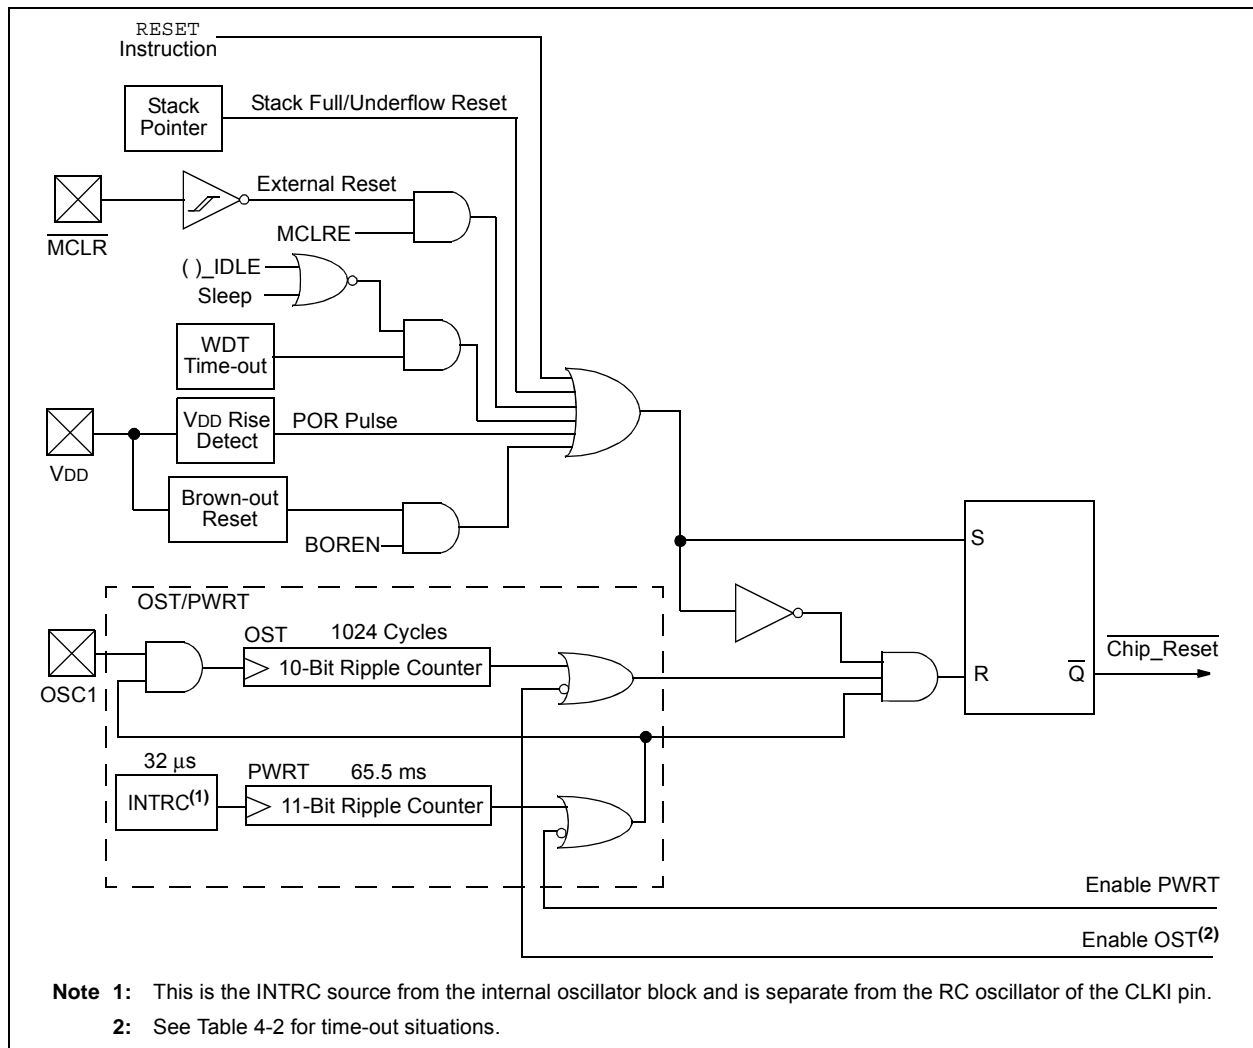 RESET
Instruction
Stack
Pointer
Stack Full/Underflow Reset
External Reset
MCLR
MCLRE
( )_IDLE
Sleep
WDT
Time-out
VDD Rise
Detect
POR Pulse
VDD
Brown-out
Reset
BOREN
S
OST/PWRT
OST 1024 Cycles
10-Bit Ripple Counter
OSC1
R
Q
Chip_Reset
32 μs
INTRC(1)
PWRT 65.5 ms
11-Bit Ripple Counter
Enable PWRT
Enable OST(2)
Note 1: This is the INTRC source from the internal oscillator block and is separate from the RC oscillator of the CLKI pin.
2: See Table 4-2 for time-out situations.